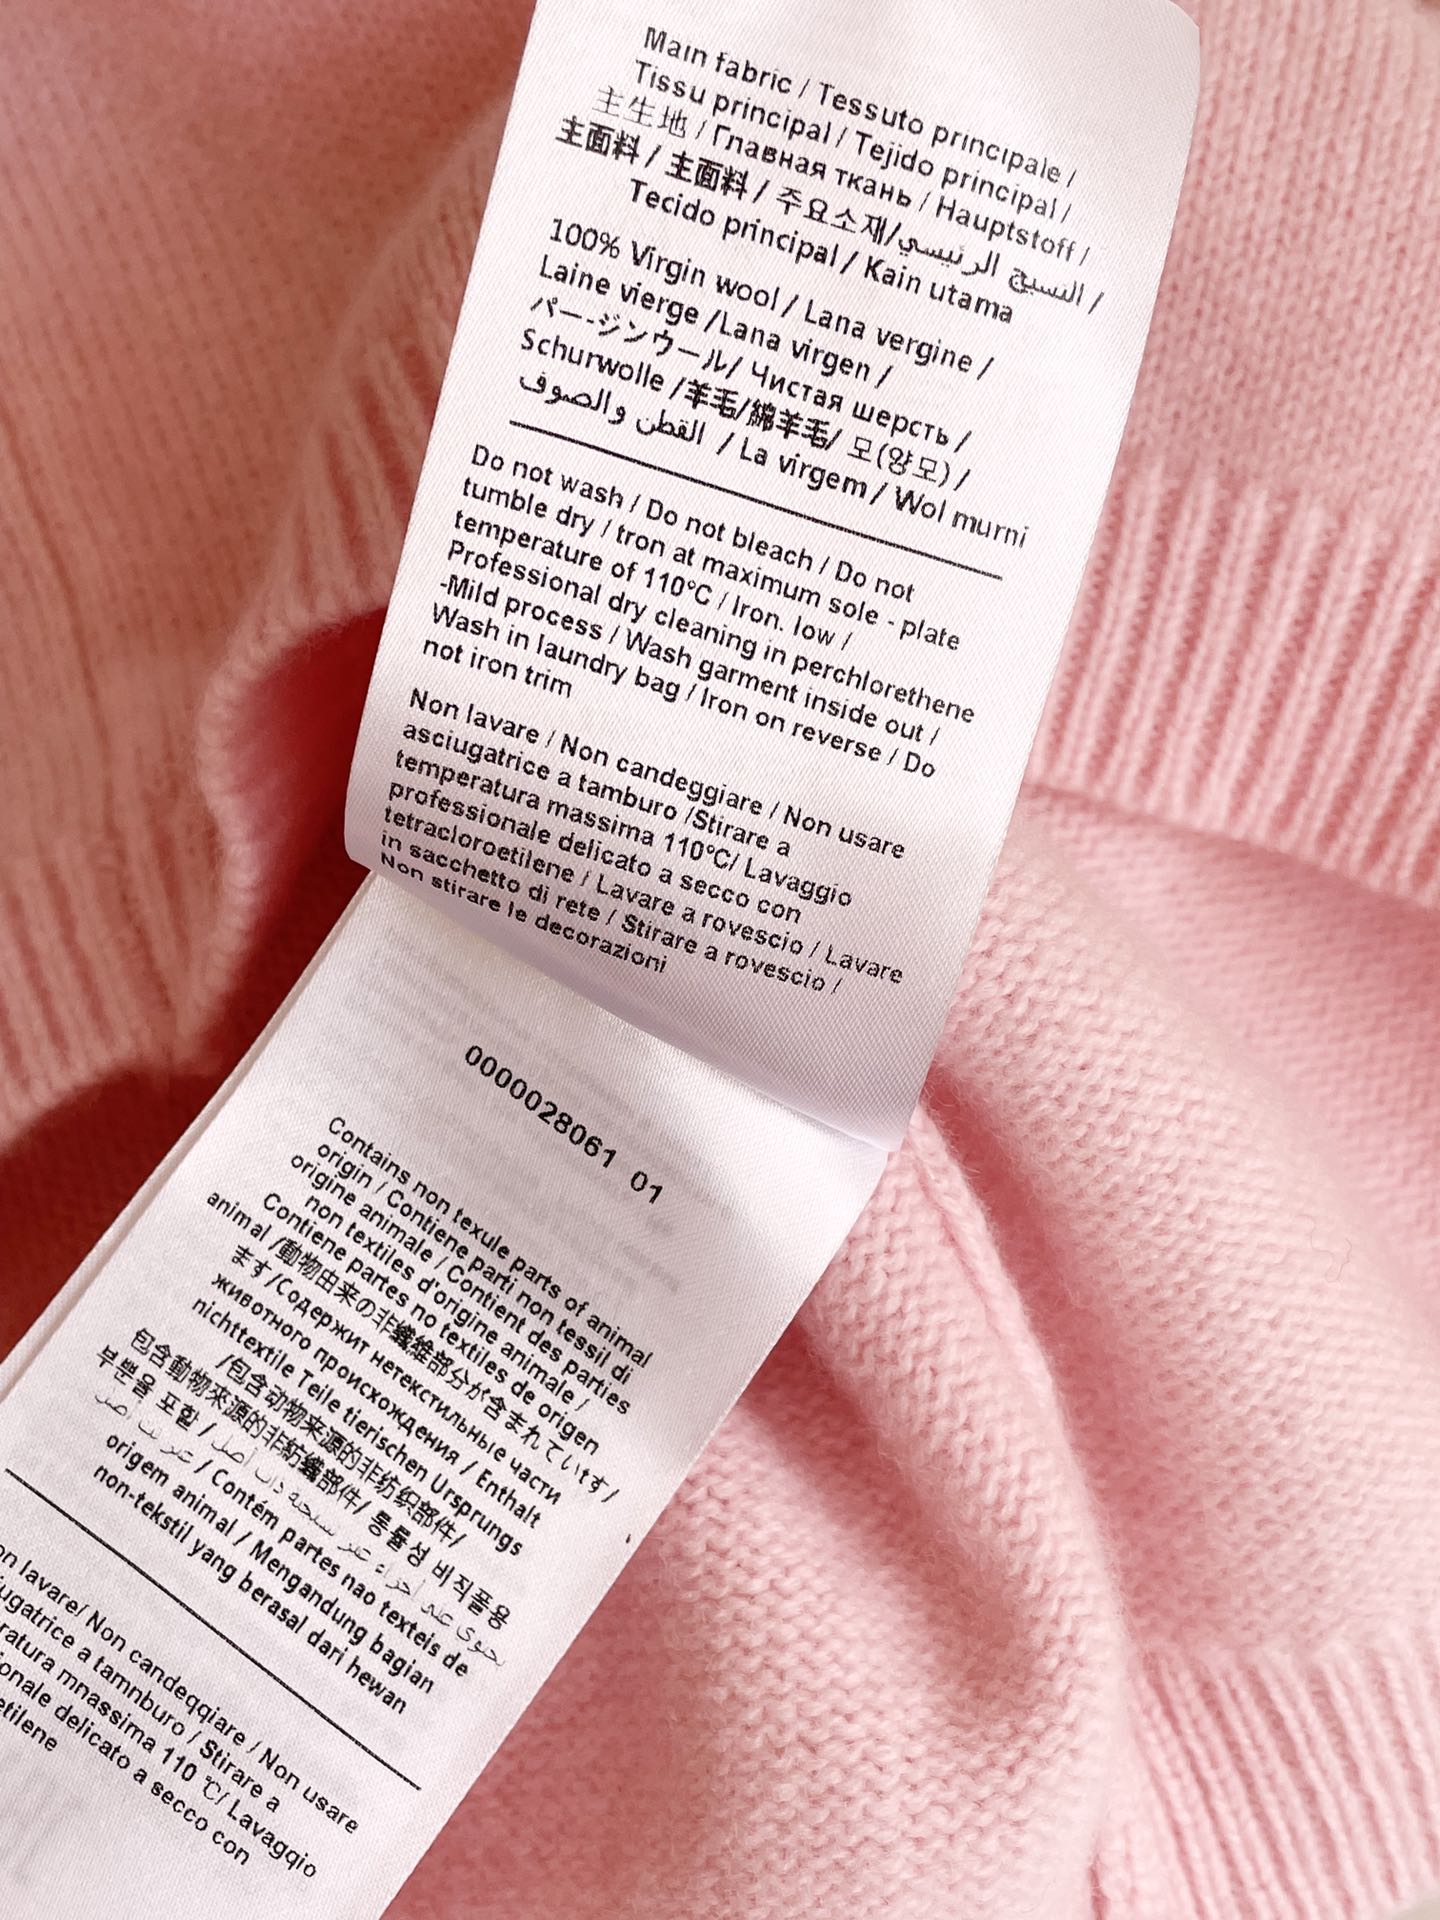 Main fabric / Tessuto principale /
Tissu principal / Tejido principal /
主生地 / Главная ткань / Hauptstoff /
主面料 / 主面料 / 주요소재/النسيج الرئيسي /
Tecido principal / Kain utama
100% Virgin wool / Lana vergine /
Laine vierge /Lana virgen /
パー-ジンウール/ Чистая шерсть /
Schurwolle /羊毛/綿羊毛/ 모(양모) /
القطن والصوف / La virgem / Wol murni
Do not wash / Do not bleach / Do not
tumble dry / tron at maximum sole - plate
temperature of 110°C / Iron. low /
Professional dry cleaning in perchlorethene
-Mild process / Wash garment inside out /
Wash in laundry bag / Iron on reverse / Do
not iron trim
Non lavare / Non candeggiare / Non usare
asciugatrice a tamburo /Stirare a
temperatura massima 110°C/ Lavaggio
professionale delicato a secco con
tetracloroetilene / Lavare a rovescio / Lavare
in sacchetto di rete / Stirare a rovescio /
Non stirare le decorazioni
0000028061 01
Contains non texule parts of animal
origin / Contiene parti non tessil di
origine animale / Contient des parties
non textiles d'origine animale /
Contiene partes no textiles de origen
animal /動物由来の非繊維部分が含まれてぃtす/
ます/Содержит нетекстильные части
животного происхождения / Enthalt
nichttextile Teile tierischen Ursprungs
/包含动物来源的非纺织部件/
包含動物來源的非紡織部件/ 통률성 비직플용
부뿐을 포함 /
/ Contém partes nao texteis de
origem animal / Mengandung bagian
non-tekstil yang berasal dari hewan
on lavare/ Non candeqqiare / Non usare
iugatrice a tamnburo / Stirare a
ratura mnassima 110 ℃/ Lavaggio
onale delicato a secco con
etilene